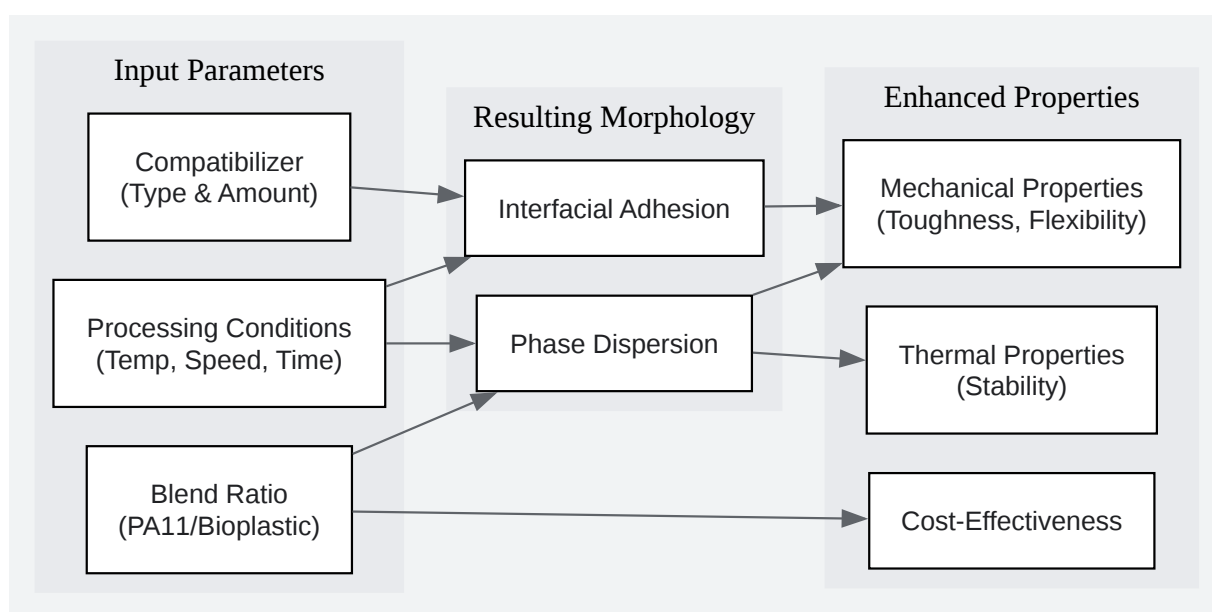 Input Parameters
Compatibilizer
(Type & Amount)
Processing Conditions
(Temp, Speed, Time)
Blend Ratio
(PA11/Bioplastic)
Resulting Morphology
Interfacial Adhesion
Phase Dispersion
Enhanced Properties
Mechanical Properties
(Toughness, Flexibility)
Thermal Properties
(Stability)
Cost-Effectiveness